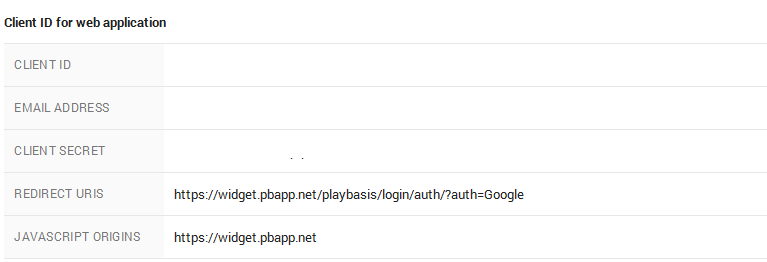 Client ID for web application
CLIENT ID
EMAIL ADDRESS
CLIENT SECRET
REDIRECT URIS https://widget.pbapp.net/playbasis/login/auth/?auth=Google
JAVASCRIPT ORIGINS https://widget.pbapp.net